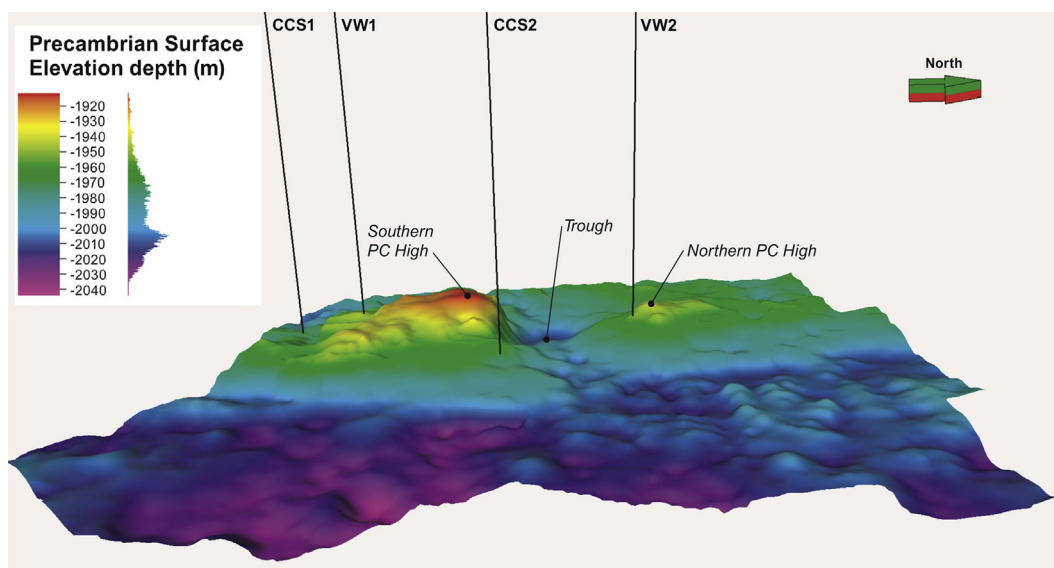 CCS1
VW1
CCS2
VW2
Precambrian Surface
Elevation depth (m)
North
-1920
-1930
-1940
-1950
-1960
-1970
-1980
-1990
-2000
-2010
-2020
-2030
-2040
Southern
PC High
Trough
Northern PC High